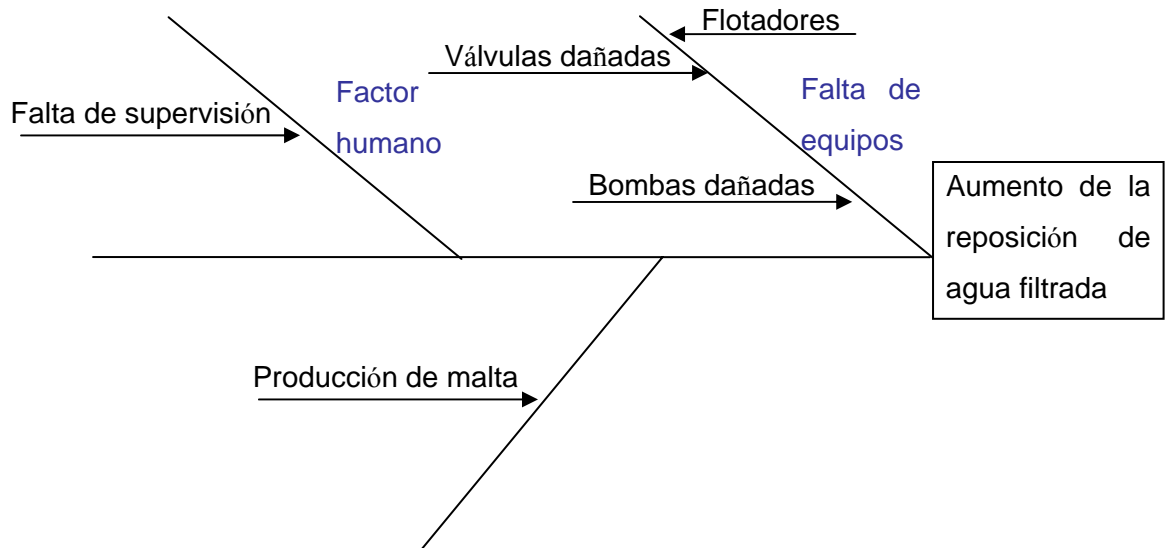 Flotadores
Válvulas dañadas
Factor
humano
Falta de
equipos
Falta de supervisión
Bombas dañadas
Aumento de la
reposición de
agua filtrada
Producción de malta